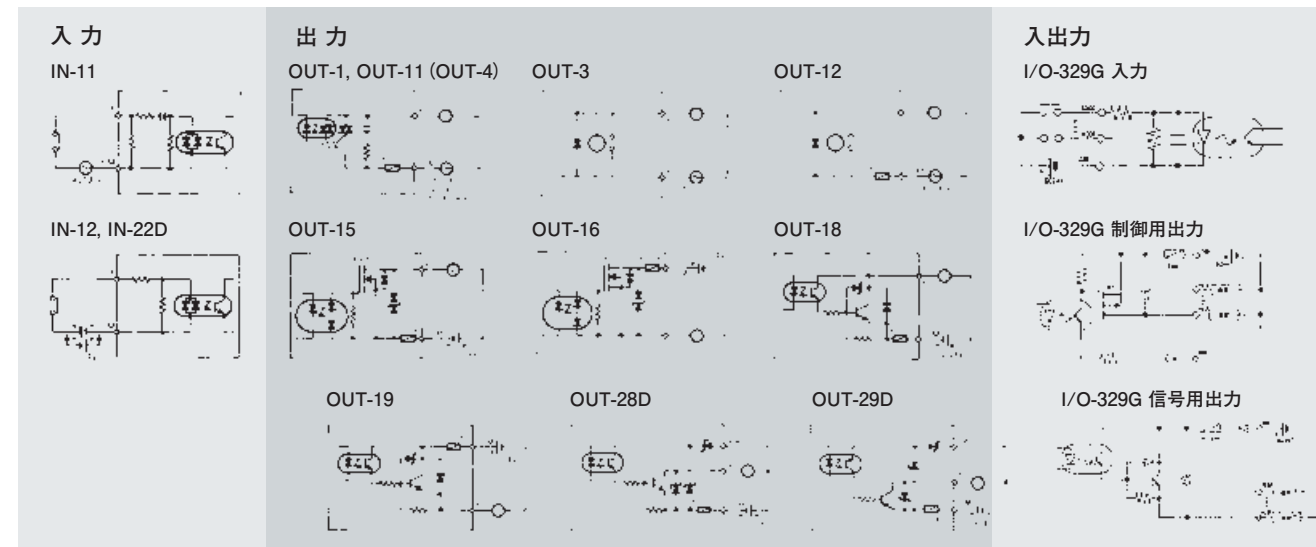 入 力
IN-11
IN-12, IN-22D
出 力
OUT-1, OUT-11 (OUT-4)
OUT-3
OUT-12
OUT-15
OUT-16
OUT-18
OUT-19
OUT-28D
OUT-29D
入出力
I/O-329G 入力
I/O-329G 制御用出力
I/O-329G 信号用出力